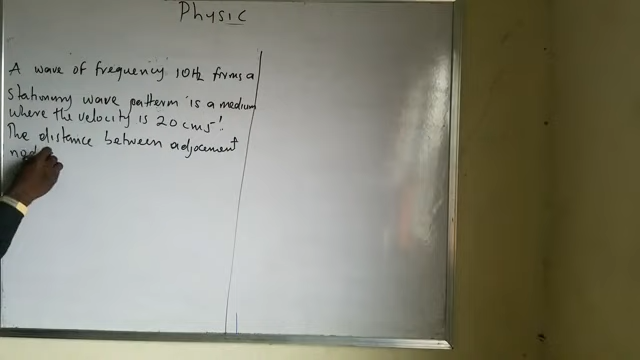 Physic
A wave of frequency 10Hz forms a
stationary wave pattern is a medium
where the velocity is 20cms⁻¹.
The distance between adjacement
nod